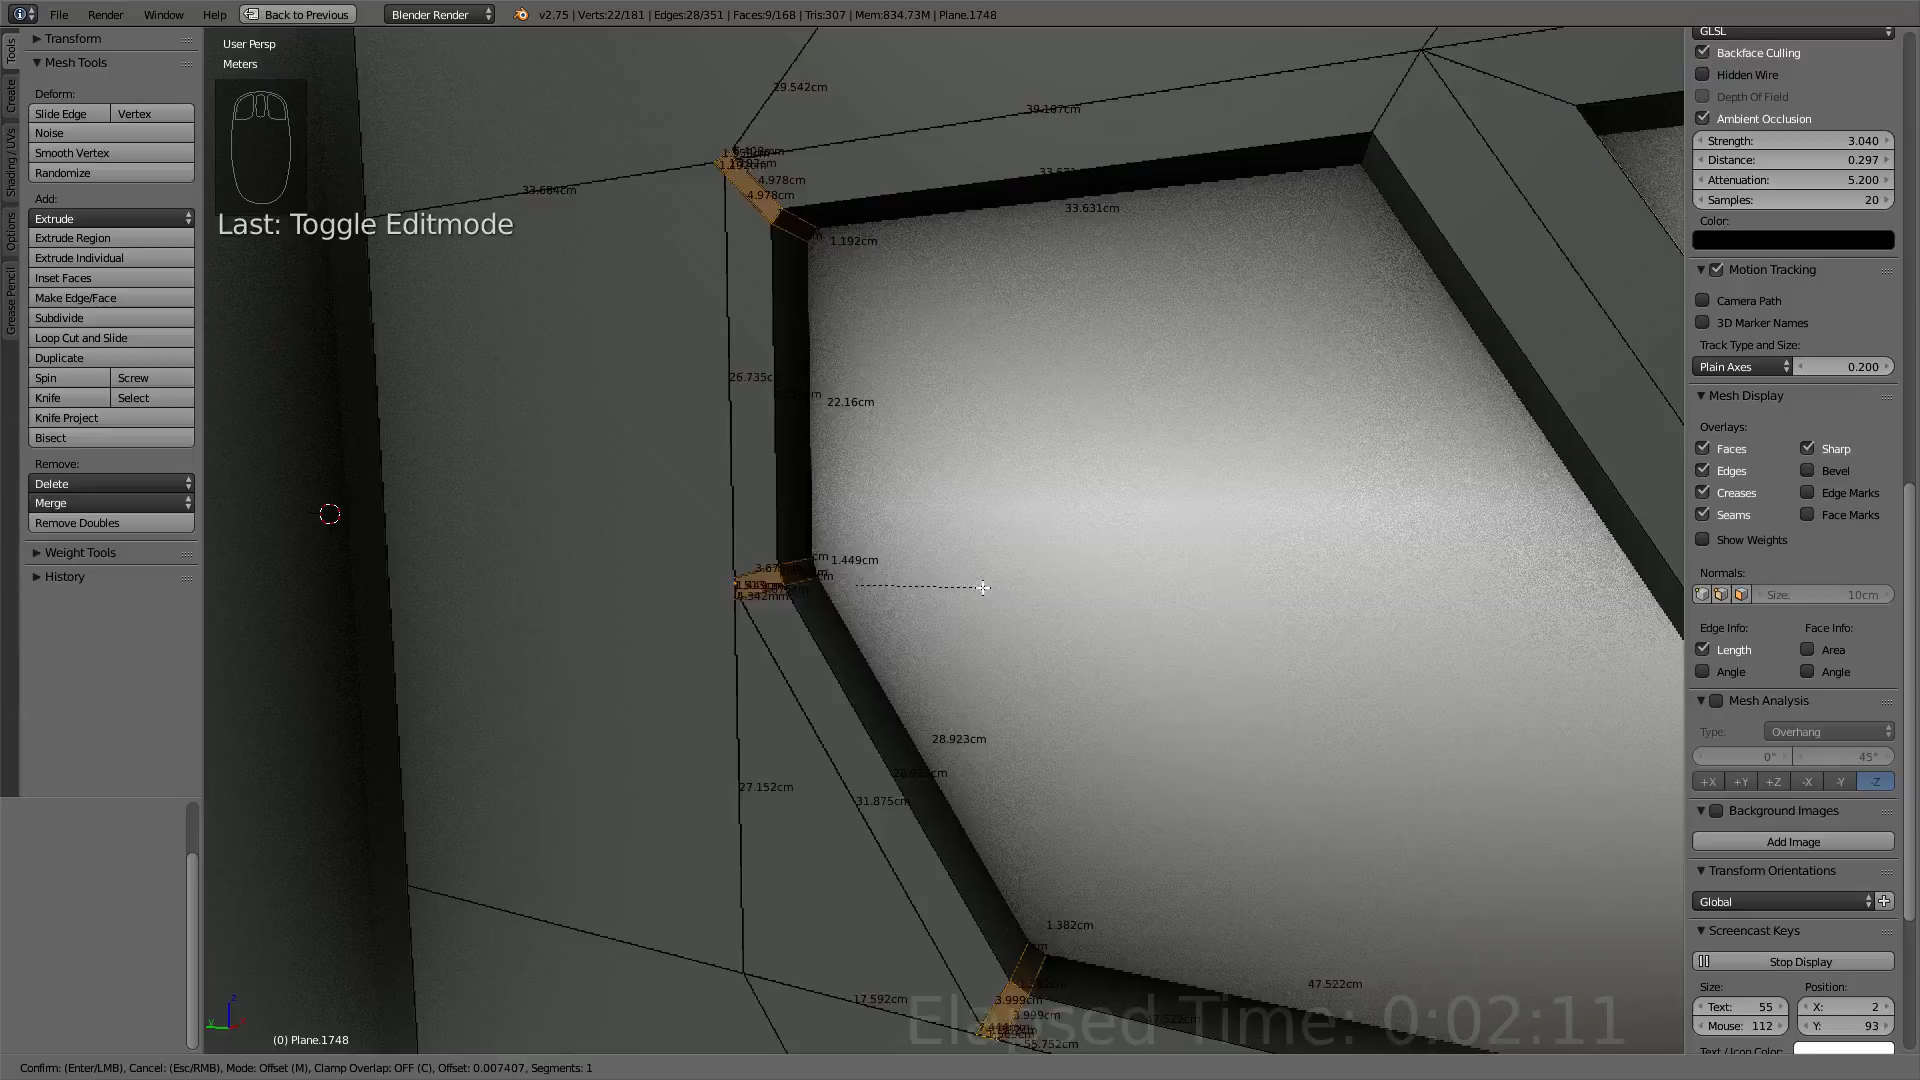 File Render Window Help Back to Previous Blender Render v2.75 | Verts:22/181 | Edges:28/351 | Faces:9/168 | Tris:307 | Mem:834.73M | Plane.1748
Tools
Create
Shading / UVs
Options
Grease Pencil
Transform
Mesh Tools
Deform:
Slide Edge Vertex
Noise
Smooth Vertex
Randomize
Add:
Extrude
Extrude Region
Extrude Individual
Inset Faces
Make Edge/Face
Subdivide
Loop Cut and Slide
Duplicate
Spin Screw
Knife Select
Knife Project
Bisect
Remove:
Delete
Merge
Remove Doubles
Weight Tools
History
User Persp
Meters
Last: Toggle Editmode
29.542cm
39.107cm
33.684cm
4.978cm
4.978cm
33.631cm
1.192cm
26.735c
22.16cm
1.449cm
28.923cm
27.152cm
31.875cm
1.382cm
47.522cm
17.592cm
3.999cm
3.999cm
55.752cm
Elapsed Time: 0:02:11
(0) Plane.1748
GLSL
Backface Culling
Hidden Wire
Depth Of Field
Ambient Occlusion
Strength: 3.040
Distance: 0.297
Attenuation: 5.200
Samples: 20
Color:
Motion Tracking
Camera Path
3D Marker Names
Track Type and Size:
Plain Axes 0.200
Mesh Display
Overlays:
Faces Sharp
Edges Bevel
Creases Edge Marks
Seams Face Marks
Show Weights
Normals:
Size: 10cm
Edge Info: Face Info:
Length Area
Angle Angle
Mesh Analysis
Type: Overhang
0° 45°
+X +Y +Z -X -Y -Z
Background Images
Add Image
Transform Orientations
Global
Screencast Keys
Stop Display
Size: Position:
Text: 55 X: 2
Mouse: 112 Y: 93
Text / Icon Color:
Confirm: (Enter/LMB), Cancel: (Esc/RMB), Mode: Offset (M), Clamp Overlap: OFF (C), Offset: 0.007407, Segments: 1